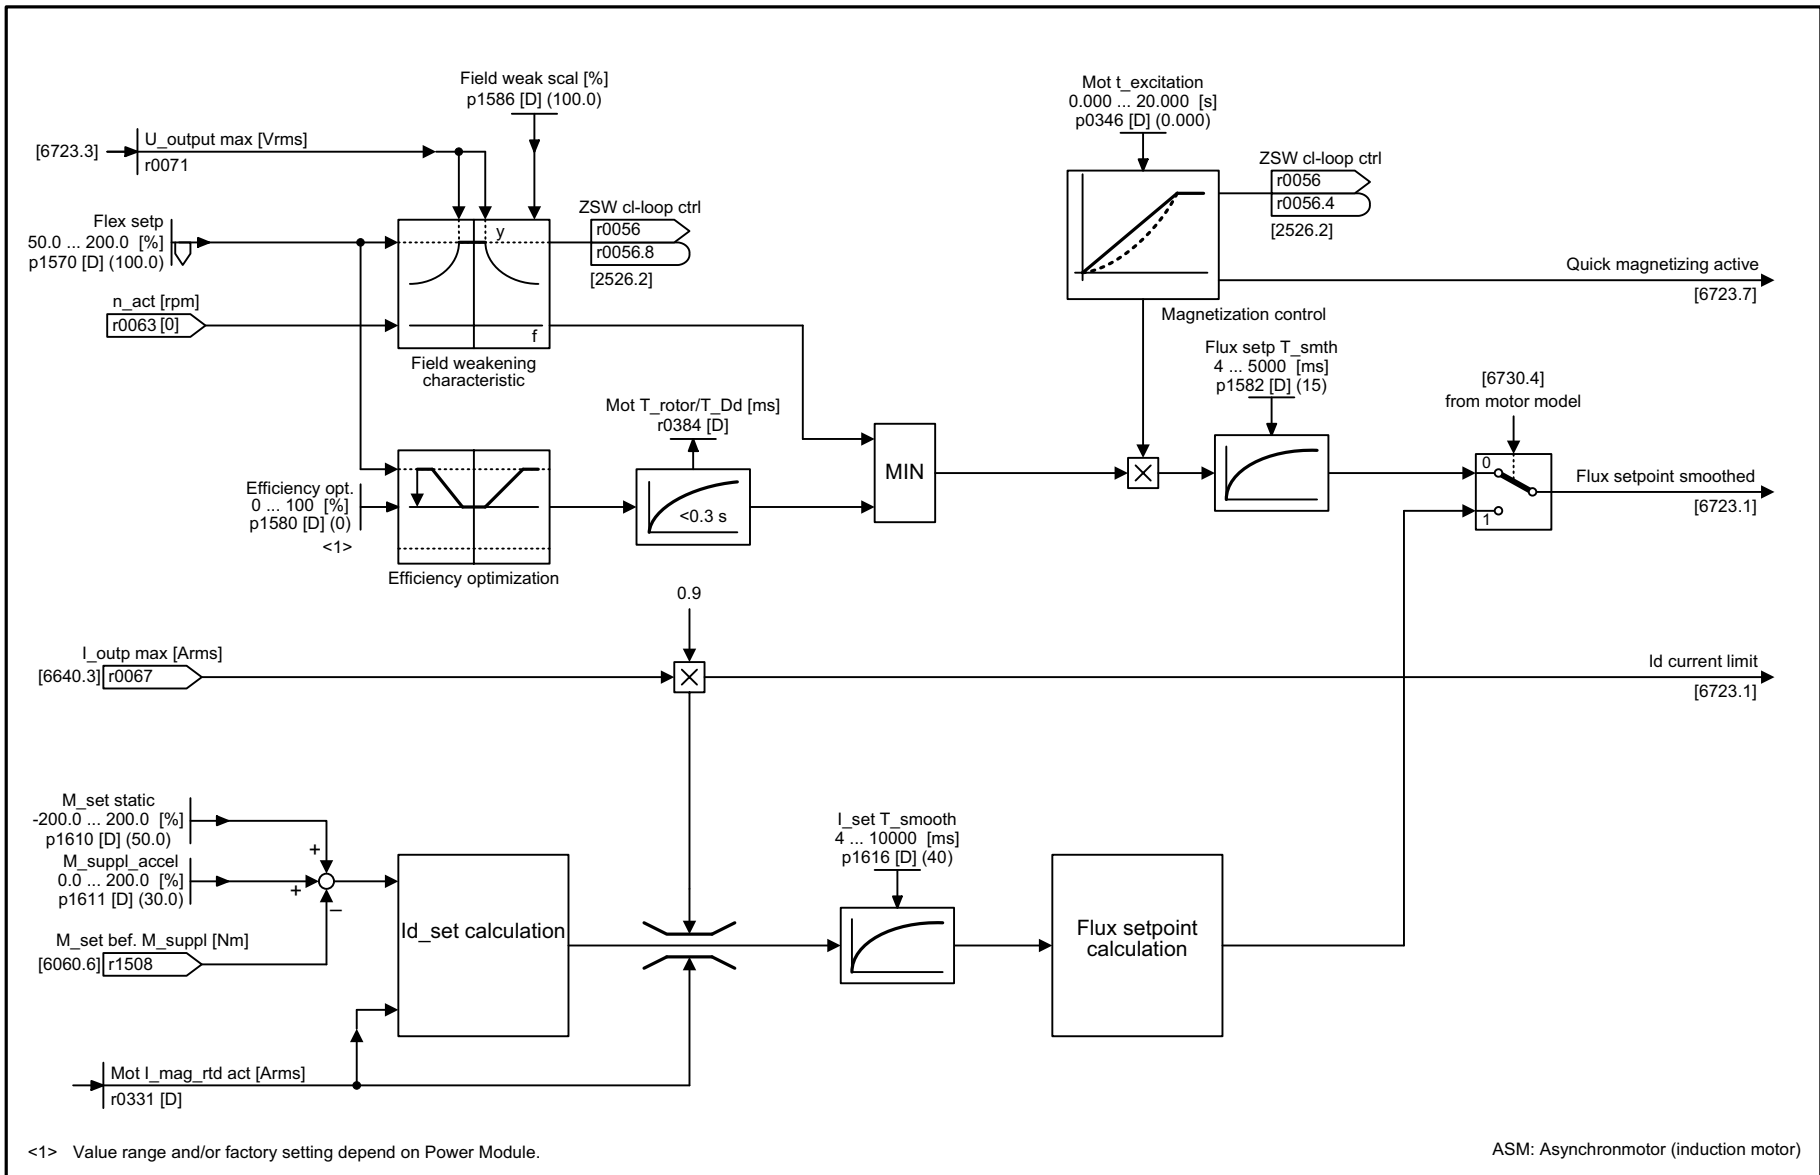 Field weak scal [%]
p1586 [D] (100.0)
[6723.3]
U_output max [Vrms]
r0071
Flex setp
50.0 ... 200.0 [%]
p1570 [D] (100.0)
n_act [rpm]
r0063 [0]
y
f
Field weakening
characteristic
ZSW cl-loop ctrl
r0056
r0056.8
[2526.2]
Mot t_excitation
0.000 ... 20.000 [s]
p0346 [D] (0.000)
ZSW cl-loop ctrl
r0056
r0056.4
[2526.2]
Quick magnetizing active
[6723.7]
Magnetization control
Flux setp T_smth
4 ... 5000 [ms]
p1582 [D] (15)
[6730.4]
from motor model
Mot T_rotor/T_Dd [ms]
r0384 [D]
<0.3 s
MIN
Efficiency opt.
0 ... 100 [%]
p1580 [D] (0)
<1>
Efficiency optimization
0
1
Flux setpoint smoothed
[6723.1]
0.9
I_outp max [Arms]
[6640.3] r0067
Id current limit
[6723.1]
M_set static
-200.0 ... 200.0 [%]
p1610 [D] (50.0)
+
M_suppl_accel
0.0 ... 200.0 [%]
p1611 [D] (30.0)
+
–
M_set bef. M_suppl [Nm]
[6060.6] r1508
Id_set calculation
I_set T_smooth
4 ... 10000 [ms]
p1616 [D] (40)
Flux setpoint
calculation
Mot I_mag_rtd act [Arms]
r0331 [D]
<1> Value range and/or factory setting depend on Power Module.
ASM: Asynchronmotor (induction motor)